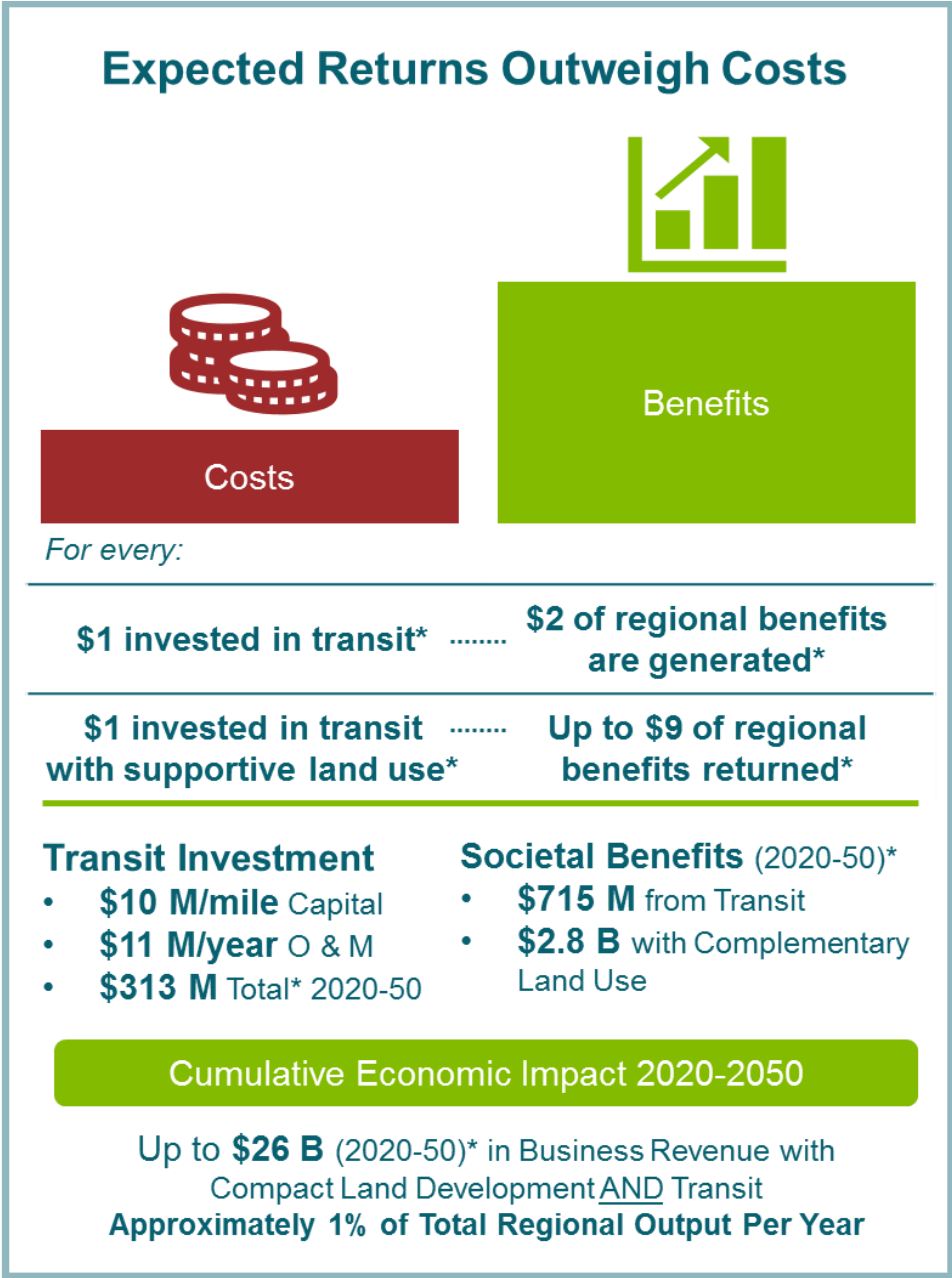 Expected Returns Outweigh Costs
Benefits
Costs
For every:
$1 invested in transit* ........ $2 of regional benefits
are generated*
$1 invested in transit ........ Up to $9 of regional
with supportive land use* benefits returned*
Transit Investment
• $10 M/mile Capital
• $11 M/year O & M
• $313 M Total* 2020-50
Societal Benefits (2020-50)*
• $715 M from Transit
• $2.8 B with Complementary
Land Use
Cumulative Economic Impact 2020-2050
Up to $26 B (2020-50)* in Business Revenue with
Compact Land Development AND Transit
Approximately 1% of Total Regional Output Per Year